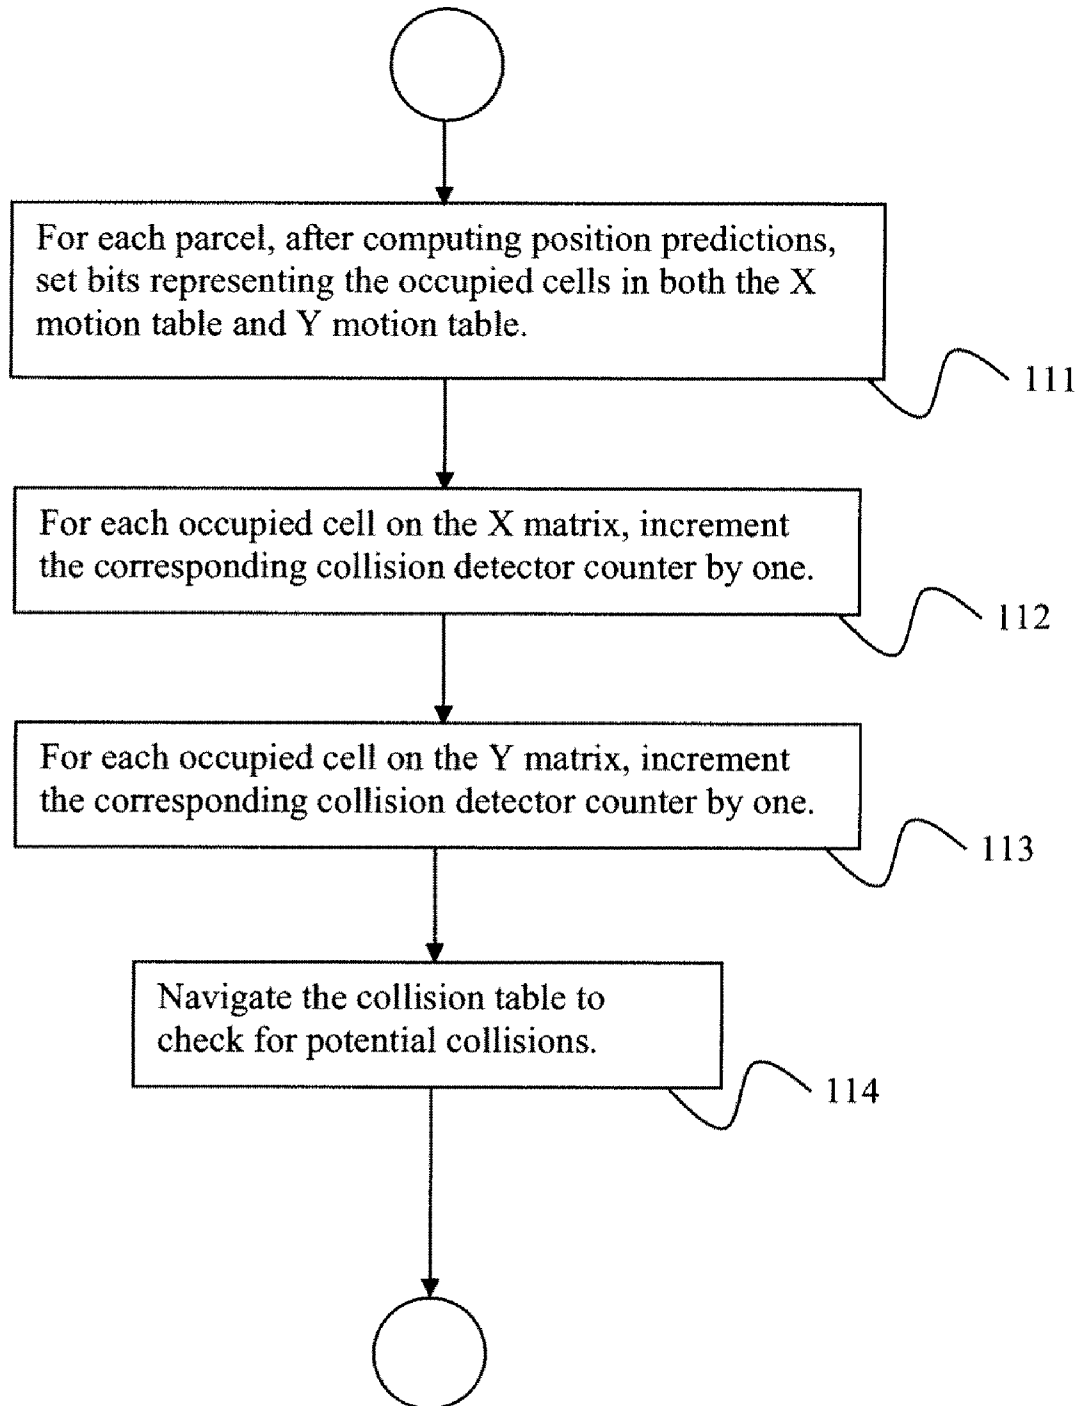 For each parcel, after computing position predictions,
set bits representing the occupied cells in both the X
motion table and Y motion table.
111
For each occupied cell on the X matrix, increment
the corresponding collision detector counter by one.
112
For each occupied cell on the Y matrix, increment
the corresponding collision detector counter by one.
113
Navigate the collision table to
check for potential collisions.
114